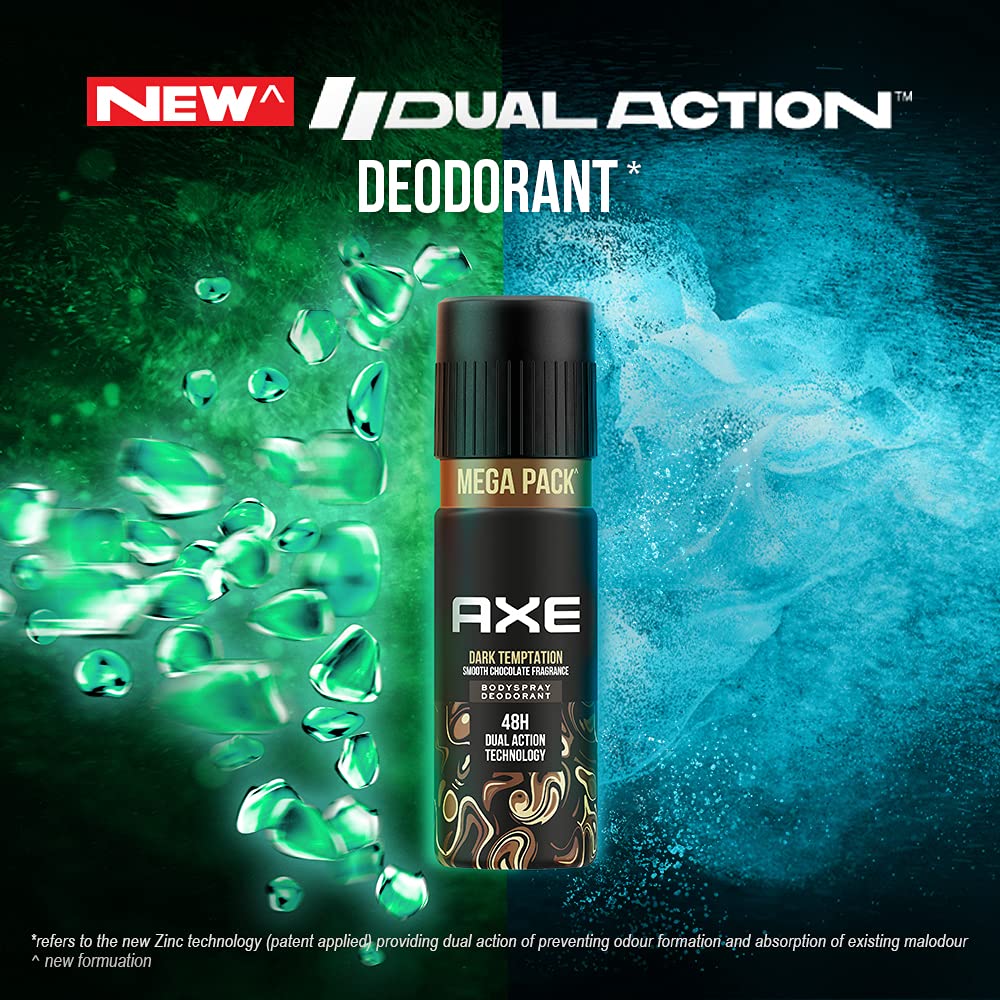 NEW^ DUAL ACTION™
DEODORANT*
MEGA PACK^
AXE
DARK TEMPTATION
SMOOTH CHOCOLATE FRAGRANCE
BODYSPRAY
DEODORANT
48H
DUAL ACTION
TECHNOLOGY
*refers to the new Zinc technology (patent applied) providing dual action of preventing odour formation and absorption of existing malodour
^ new formuation